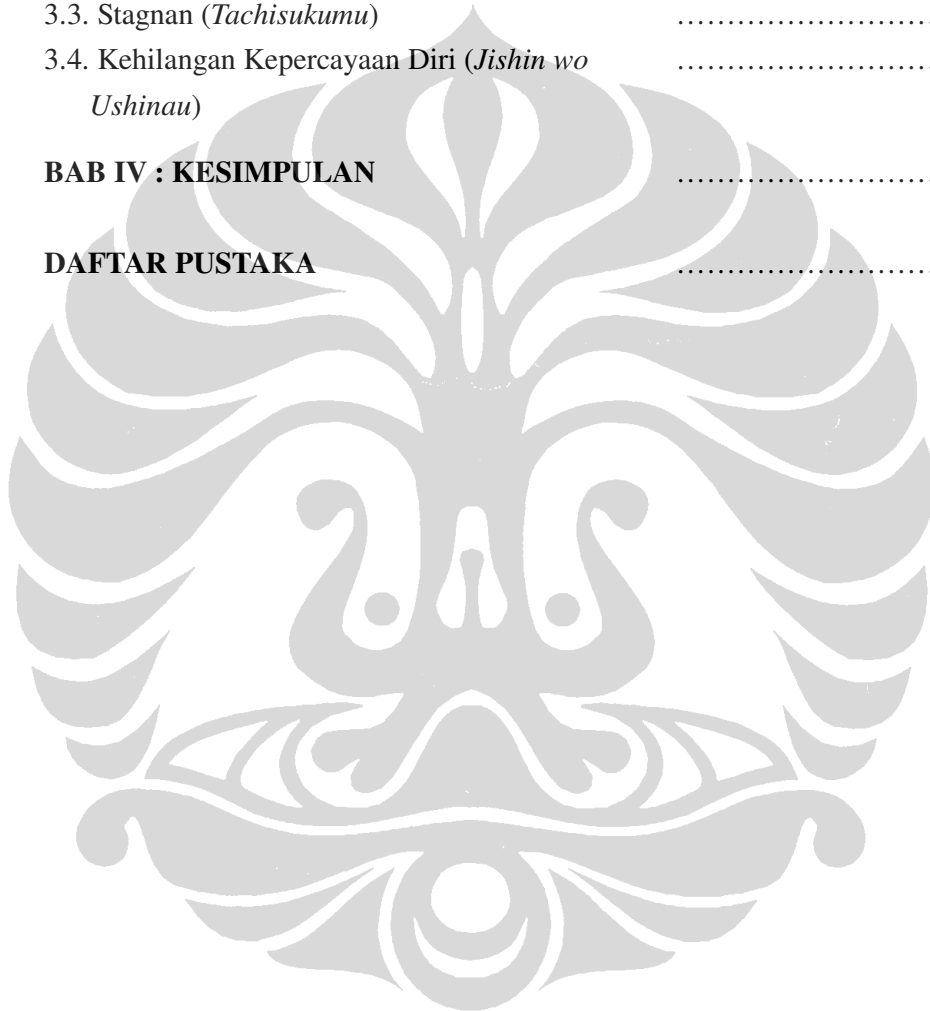 3.3. Stagnan (Tachisukumu) ..........................
3.4. Kehilangan Kepercayaan Diri (Jishin wo ..........................
Ushinau)
BAB IV : KESIMPULAN ..........................
DAFTAR PUSTAKA ..........................